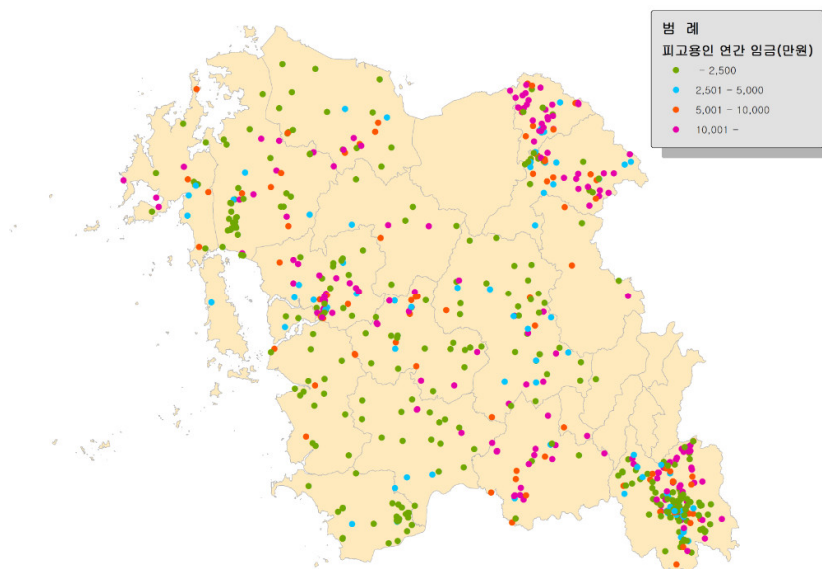 범 례
피고용인 연간 임금(만원)
- 2,500
2,501 - 5,000
5,001 - 10,000
10,001 -